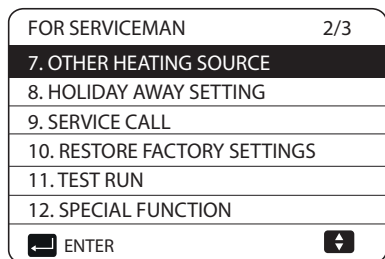 FOR SERVICEMAN 2/3
7. OTHER HEATING SOURCE
8. HOLIDAY AWAY SETTING
9. SERVICE CALL
10. RESTORE FACTORY SETTINGS
11. TEST RUN
12. SPECIAL FUNCTION
ENTER